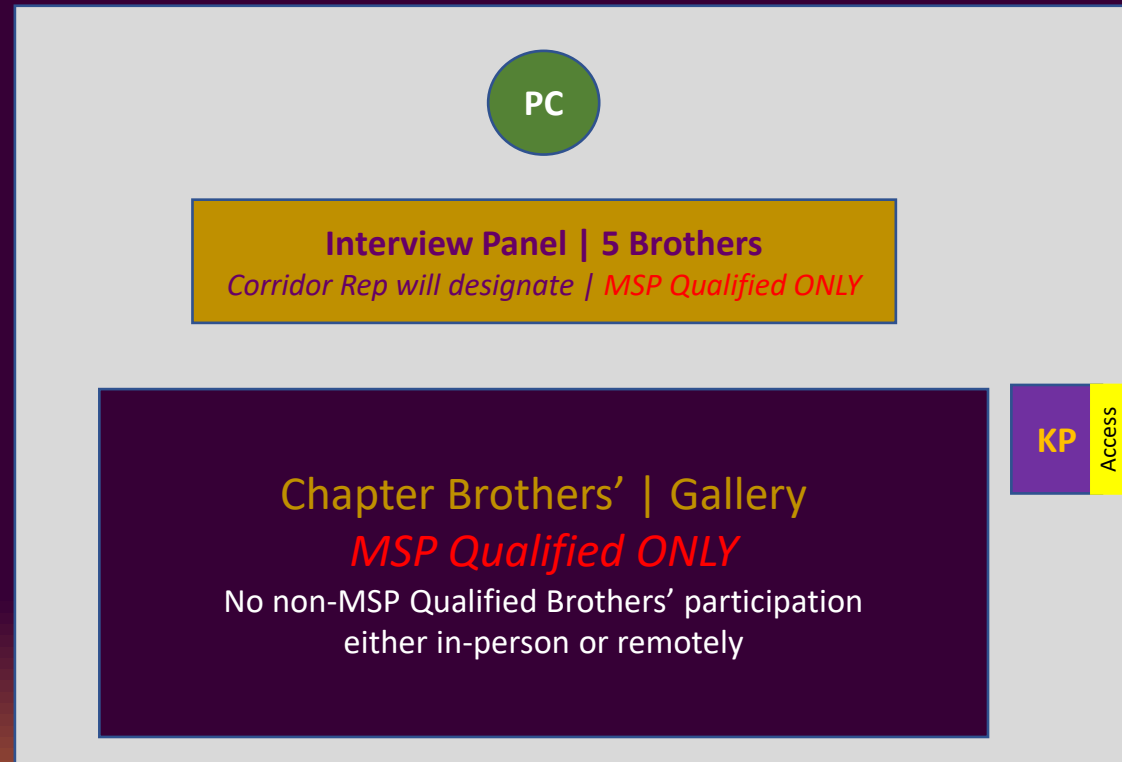 PC
Interview Panel | 5 Brothers
Corridor Rep will designate | MSP Qualified ONLY
KP
Access
Chapter Brothers’ | Gallery
MSP Qualified ONLY
No non-MSP Qualified Brothers’ participation
either in-person or remotely